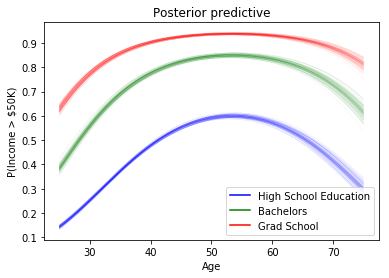 Posterior predictive
P(Income > $50K)
0.9
0.8
0.7
0.6
0.5
0.4
0.3
0.2
0.1
30
40
50
60
70
Age
High School Education
Bachelors
Grad School